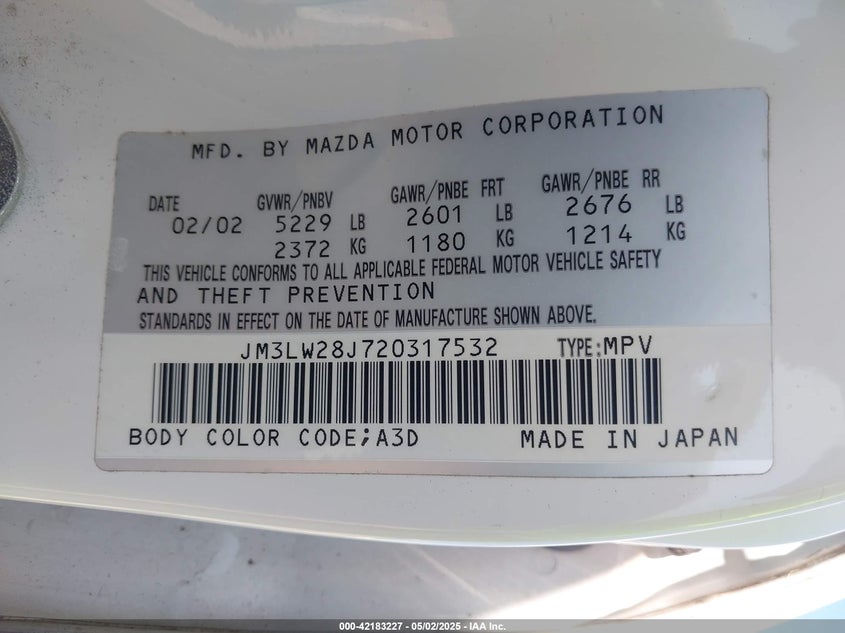 MFD. BY MAZDA MOTOR CORPORATION
DATE GVWR/PNBV GAWR/PNBE FRT GAWR/PNBE RR
02/02 5229 LB 2601 LB 2676 LB
2372 KG 1180 KG 1214 KG
THIS VEHICLE CONFORMS TO ALL APPLICABLE FEDERAL MOTOR VEHICLE SAFETY
AND THEFT PREVENTION
STANDARDS IN EFFECT ON THE DATE OF MANUFACTURE SHOWN ABOVE.
JM3LW28J720317532 TYPE:MPV
BODY COLOR CODE;A3D MADE IN JAPAN
000-42183227 - 05/02/2025 - IAA Inc.